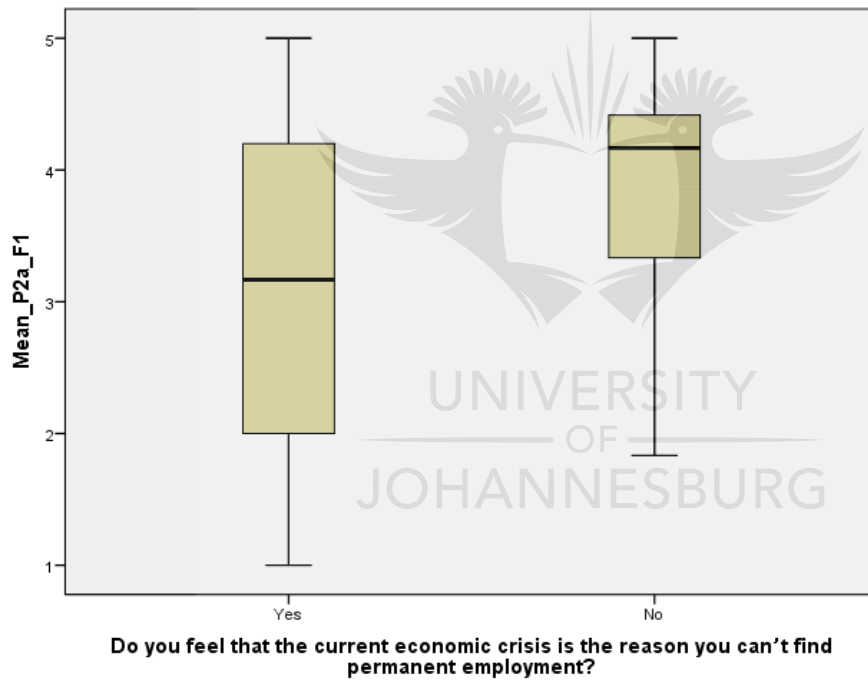 5
4
3
2
1
Mean_P2a_F1
UNIVERSITY
OF
JOHANNESBURG
Yes No
Do you feel that the current economic crisis is the reason you can’t find
permanent employment?